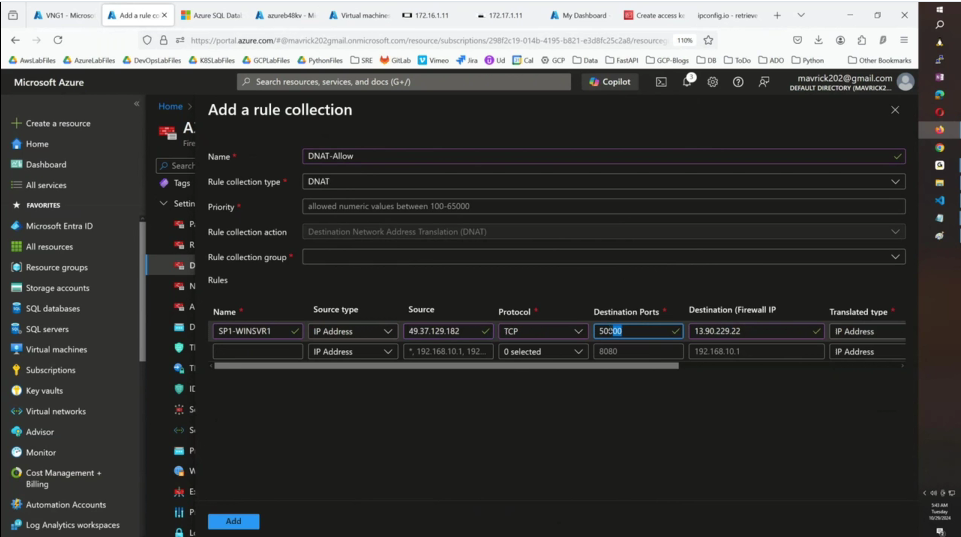 VNG1 - Microsof
Add a rule co
Azure SQL Data
azureb48kv - M
Virtual machine
172.16.1.11
172.17.1.11
My Dashboard
Create access ke
ipconfig.io - retrieve
https://portal.azure.com/#@mavrick202gmail.onmicrosoft.com/resource/subscriptions/298f2c19-014b-4195-b821-e3d8fc25c2a8/resourceg
110%
AwsLabFiles
AzureLabFiles
DevOpsLabFiles
K8SLabFiles
GCPLabFiles
PythonFiles
SRE
GitLab
Vimeo
Jira
Ud
Cal
GCP
Data
FastAPI
GCP-Blogs
DB
ToDo
ADO
Python
Other Bookmarks
Microsoft Azure
Search resources, services, and docs (G+/)
Copilot
1
mavrick202@gmail.com
DEFAULT DIRECTORY (MAVRICK2...
Create a resource
Home
Dashboard
All services
FAVORITES
Microsoft Entra ID
All resources
Resource groups
Storage accounts
SQL databases
SQL servers
Virtual machines
Subscriptions
Key vaults
Virtual networks
Advisor
Monitor
Cost Management +
Billing
Automation Accounts
Log Analytics workspaces
Home >
Searc
Tags
Settin
Add a rule collection
Name *
DNAT-Allow
Rule collection type *
DNAT
Priority *
allowed numeric values between 100-65000
Rule collection action
Destination Network Address Translation (DNAT)
Rule collection group *
Rules
Name *
Source type
Source
Protocol *
Destination Ports *
Destination (Firewall IP
Translated type *
SP1-WINSVR1
IP Address
49.37.129.182
TCP
50000
13.90.229.22
IP Address
IP Address
*, 192.168.10.1, 192...
0 selected
8080
192.168.10.1
IP Address
Add
5:43 AM
Tuesday
10/29/2024